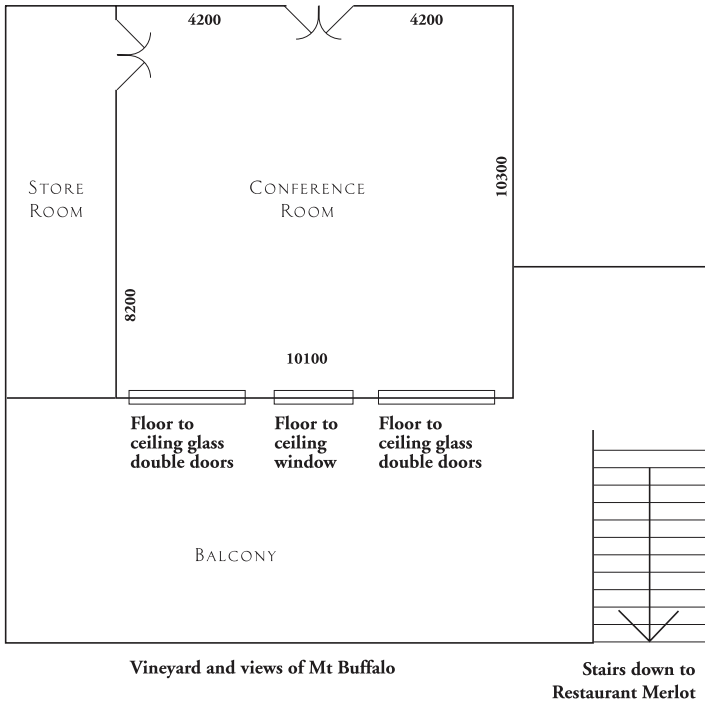 4200
4200
10300
STORE
ROOM
CONFERENCE
ROOM
8200
10100
Floor to
ceiling glass
double doors
Floor to
ceiling
window
Floor to
ceiling glass
double doors
BALCONY
Vineyard and views of Mt Buffalo
Stairs down to
Restaurant Merlot